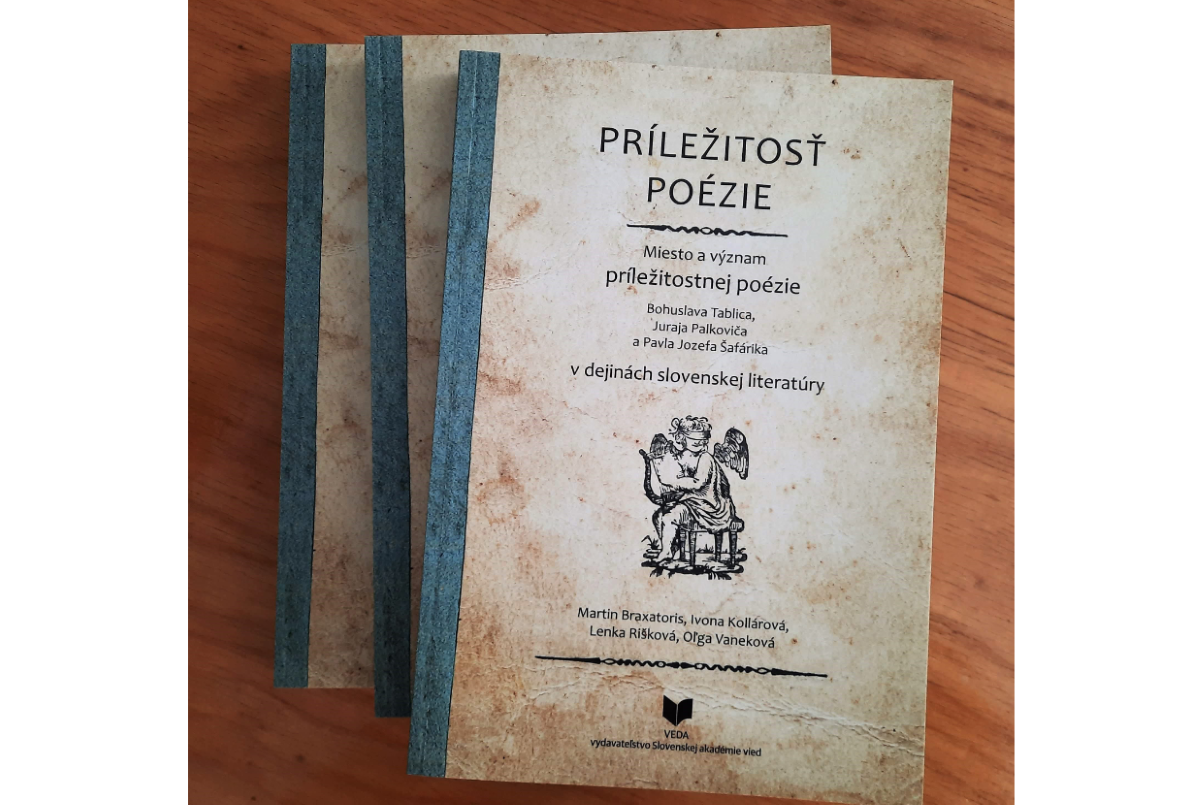 PRÍLEŽITOSŤ
POÉZIE
Miesto a význam
príležitostnej poézie
Bohuslava Tablica,
Juraja Palkoviča
a Pavla Jozefa Šafárika
v dejinách slovenskej literatúry
Martin Braxatoris, Ivona Kollárová,
Lenka Rišková, Oľga Vaneková
VEDA
vydavateľstvo Slovenskej akadémie vied